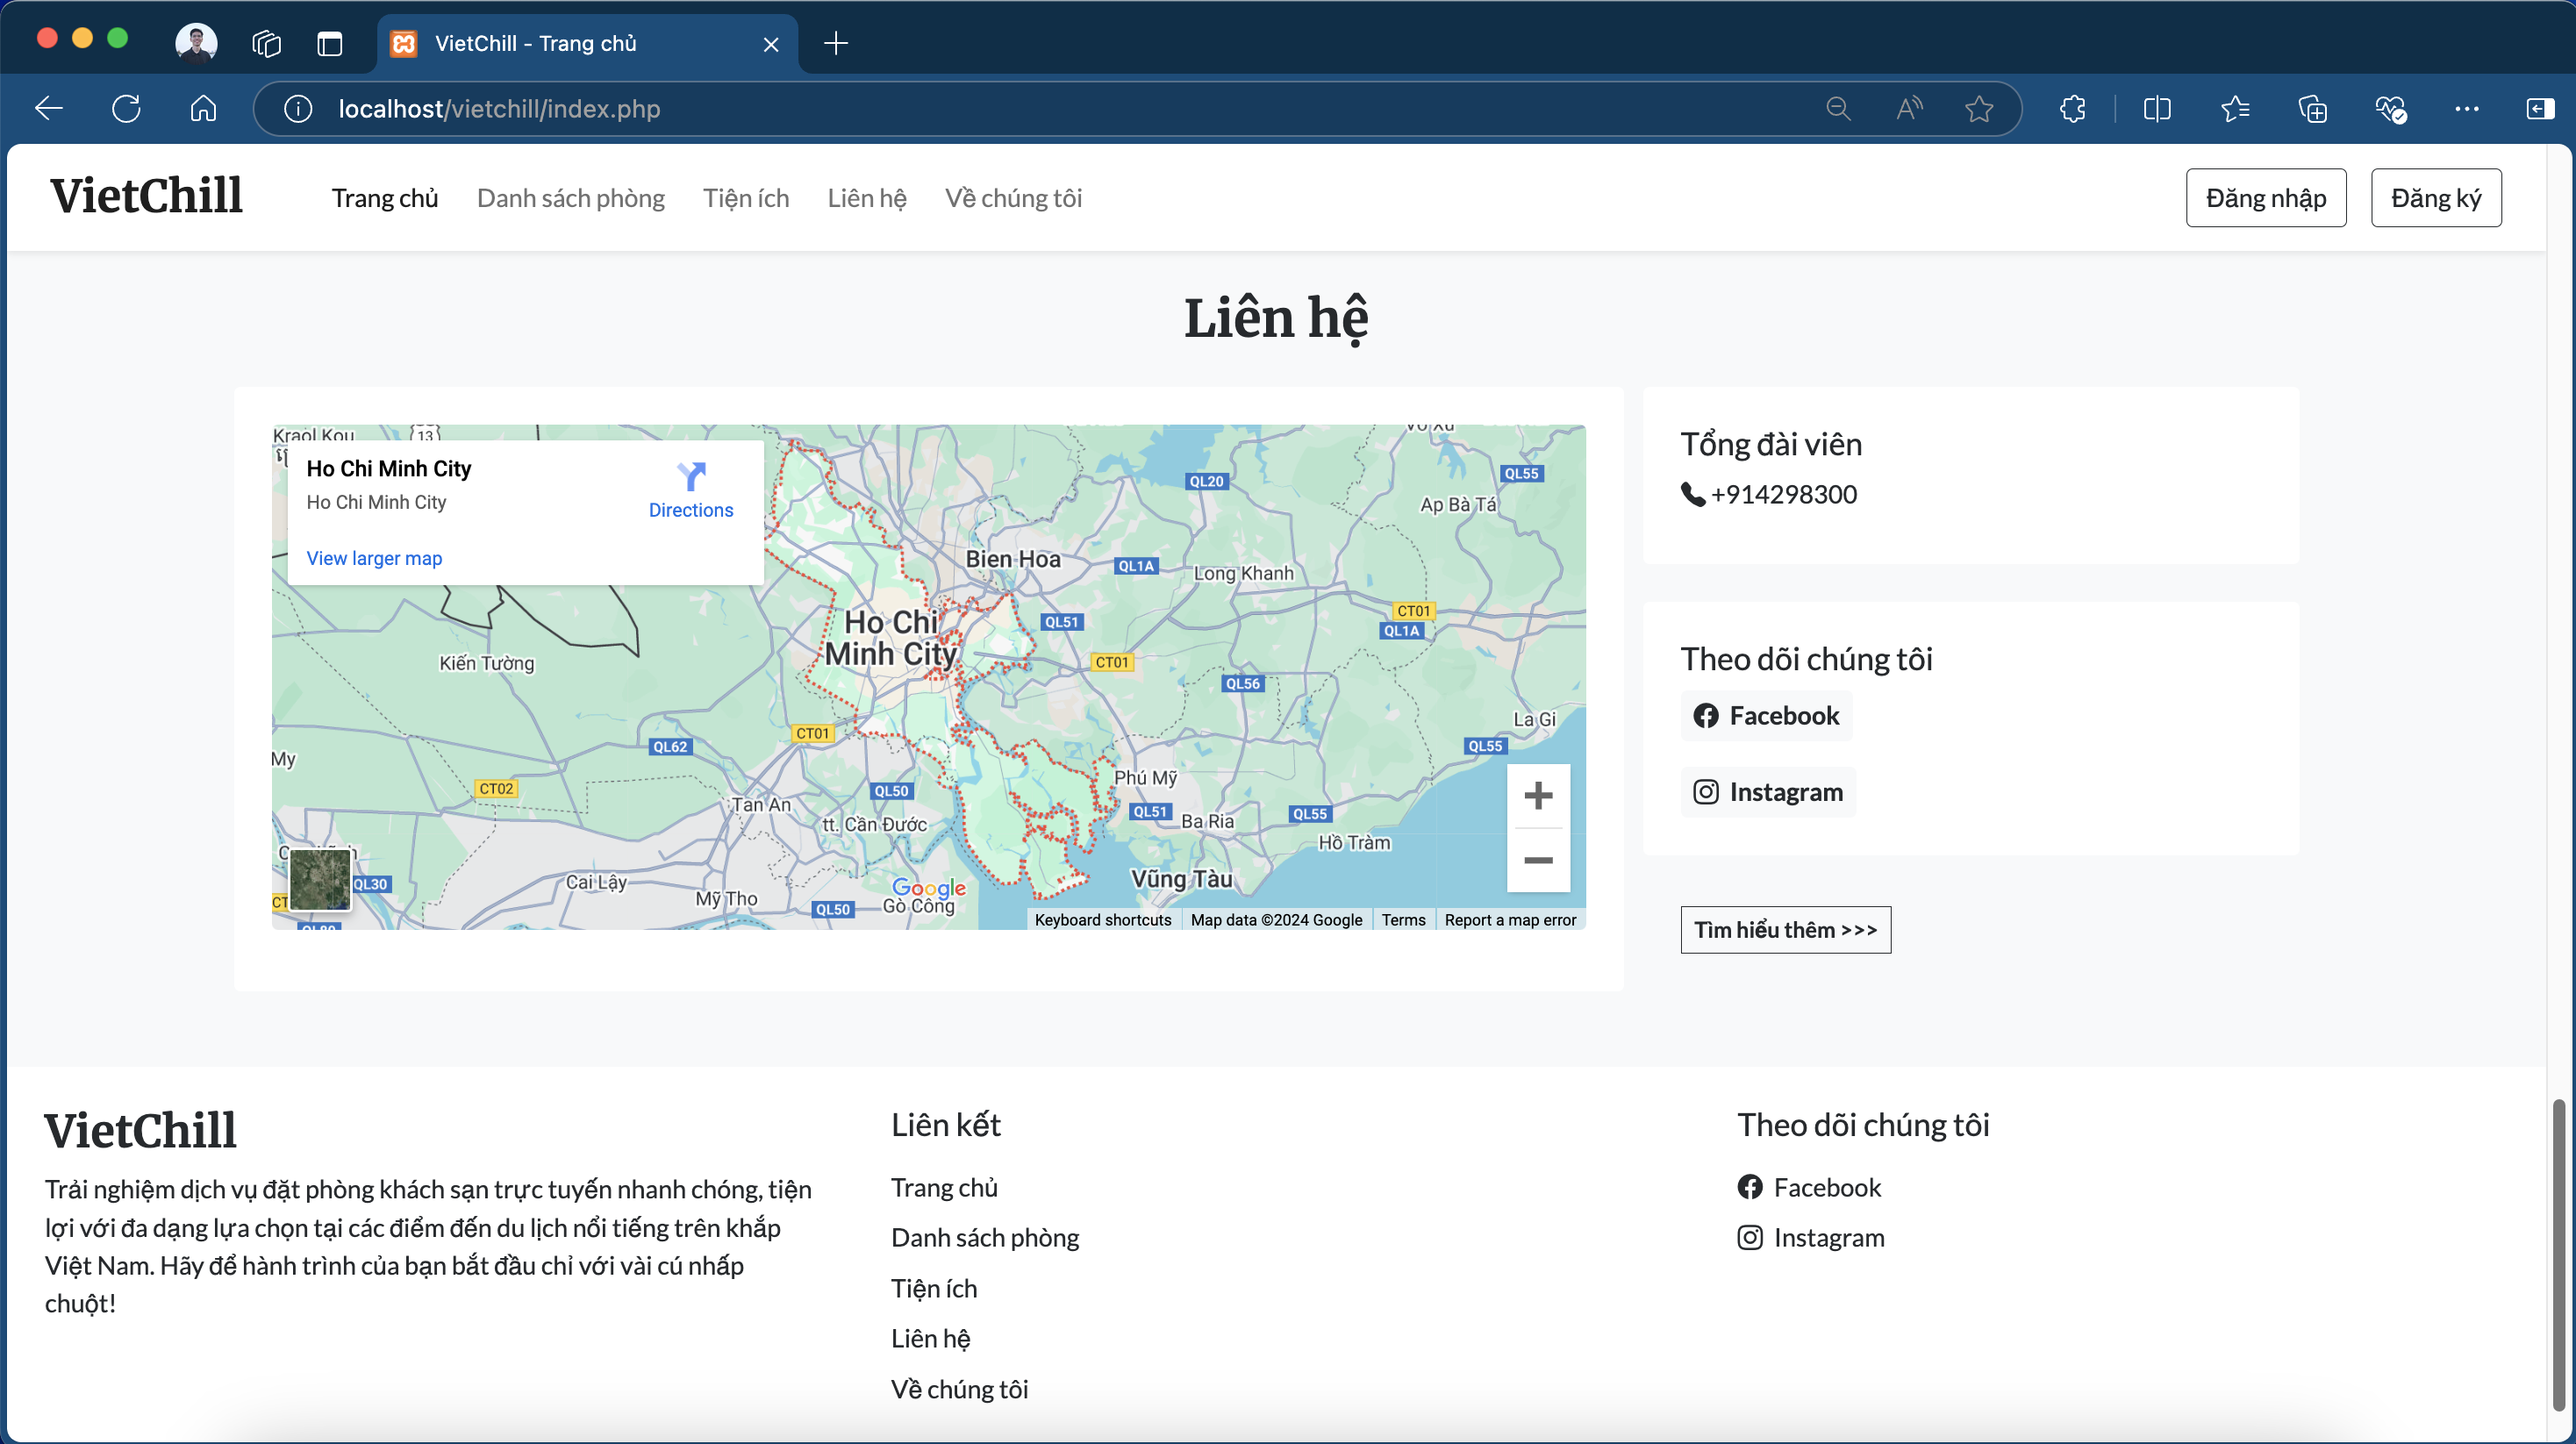 VietChill - Trang chủ
localhost/vietchill/index.php
VietChill
Trang chủ
Danh sách phòng
Tiện ích
Liên hệ
Về chúng tôi
Đăng nhập
Đăng ký
Liên hệ
Kraol Kou
13
Ho Chi Minh City
Ho Chi Minh City
Directions
View larger map
QL20
QL55
Ap Bà Tá
Bien Hoa
QL1A
Long Khanh
Ho Chi
Minh City
QL51
CT01
QL1A
Kiến Tường
CT01
QL56
La Gi
CT01
QL62
QL55
My
Phú Mỹ
CT02
QL50
Tan An
QL51
Ba Ria
QL55
tt. Cần Đước
Hồ Tràm
QL30
Cai Lậy
Vũng Tàu
Google
Mỹ Tho
QL50
Gò Công
CT
Keyboard shortcuts
Map data ©2024 Google
Terms
Report a map error
Tổng đài viên
+914298300
Theo dõi chúng tôi
Facebook
Instagram
Tìm hiểu thêm >>>
VietChill
Trải nghiệm dịch vụ đặt phòng khách sạn trực tuyến nhanh chóng, tiện
lợi với đa dạng lựa chọn tại các điểm đến du lịch nổi tiếng trên khắp
Việt Nam. Hãy để hành trình của bạn bắt đầu chỉ với vài cú nhấp
chuột!
Liên kết
Trang chủ
Danh sách phòng
Tiện ích
Liên hệ
Về chúng tôi
Theo dõi chúng tôi
Facebook
Instagram